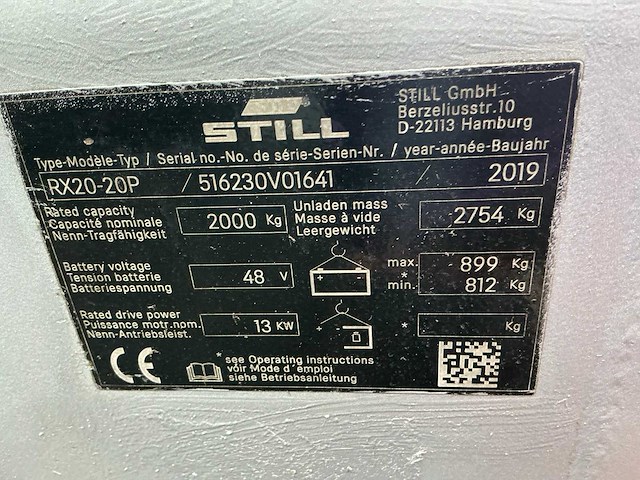 STILL
STILL GmbH
Berzeliusstr.10
D-22113 Hamburg
Type-Modèle-Typ / Serial no.-No. de série-Serien-Nr. / year-année-Baujahr
RX20-20P / 516230V01641 / 2019
Rated capacity
Capacité nominale
Nenn-Tragfähigkeit
2000 Kg
Unladen mass
Masse à vide
Leergewicht
2754 Kg
Battery voltage
Tension batterie
Batteriespannung
48 V
max. 899 Kg
*
min. 812 Kg
Rated drive power
Puissance motr.nom.
Nenn-Antriebsleist.
13 KW
* Kg
CE
*see Operating instructions
voir Mode d'emploi
siehe Betriebsanleitung